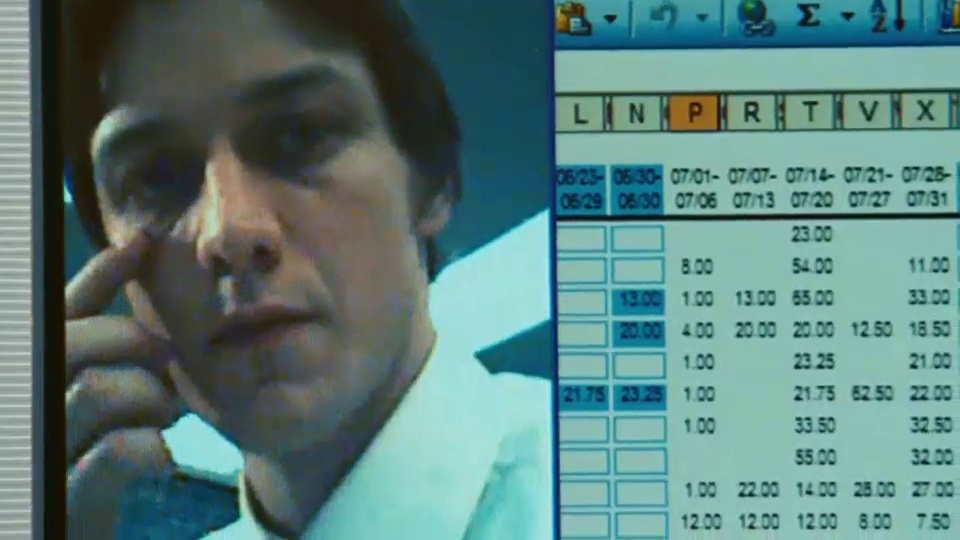 Σ A Z
L N P R T V X
06/23- 06/30- 07/01- 07/07- 07/14- 07/21- 07/28-
06/29 06/30 07/06 07/13 07/20 07/27 07/31
23.00
8.00 54.00 11.00
13.00 1.00 13.00 65.00 33.00
20.00 4.00 20.00 20.00 12.50 18.50
1.00 23.25 21.00
21.75 23.25 1.00 21.75 62.50 22.00
1.00 33.50 32.50
55.00 32.00
1.00 22.00 14.00 28.00 27.00
12.00 12.00 12.00 8.00 7.50